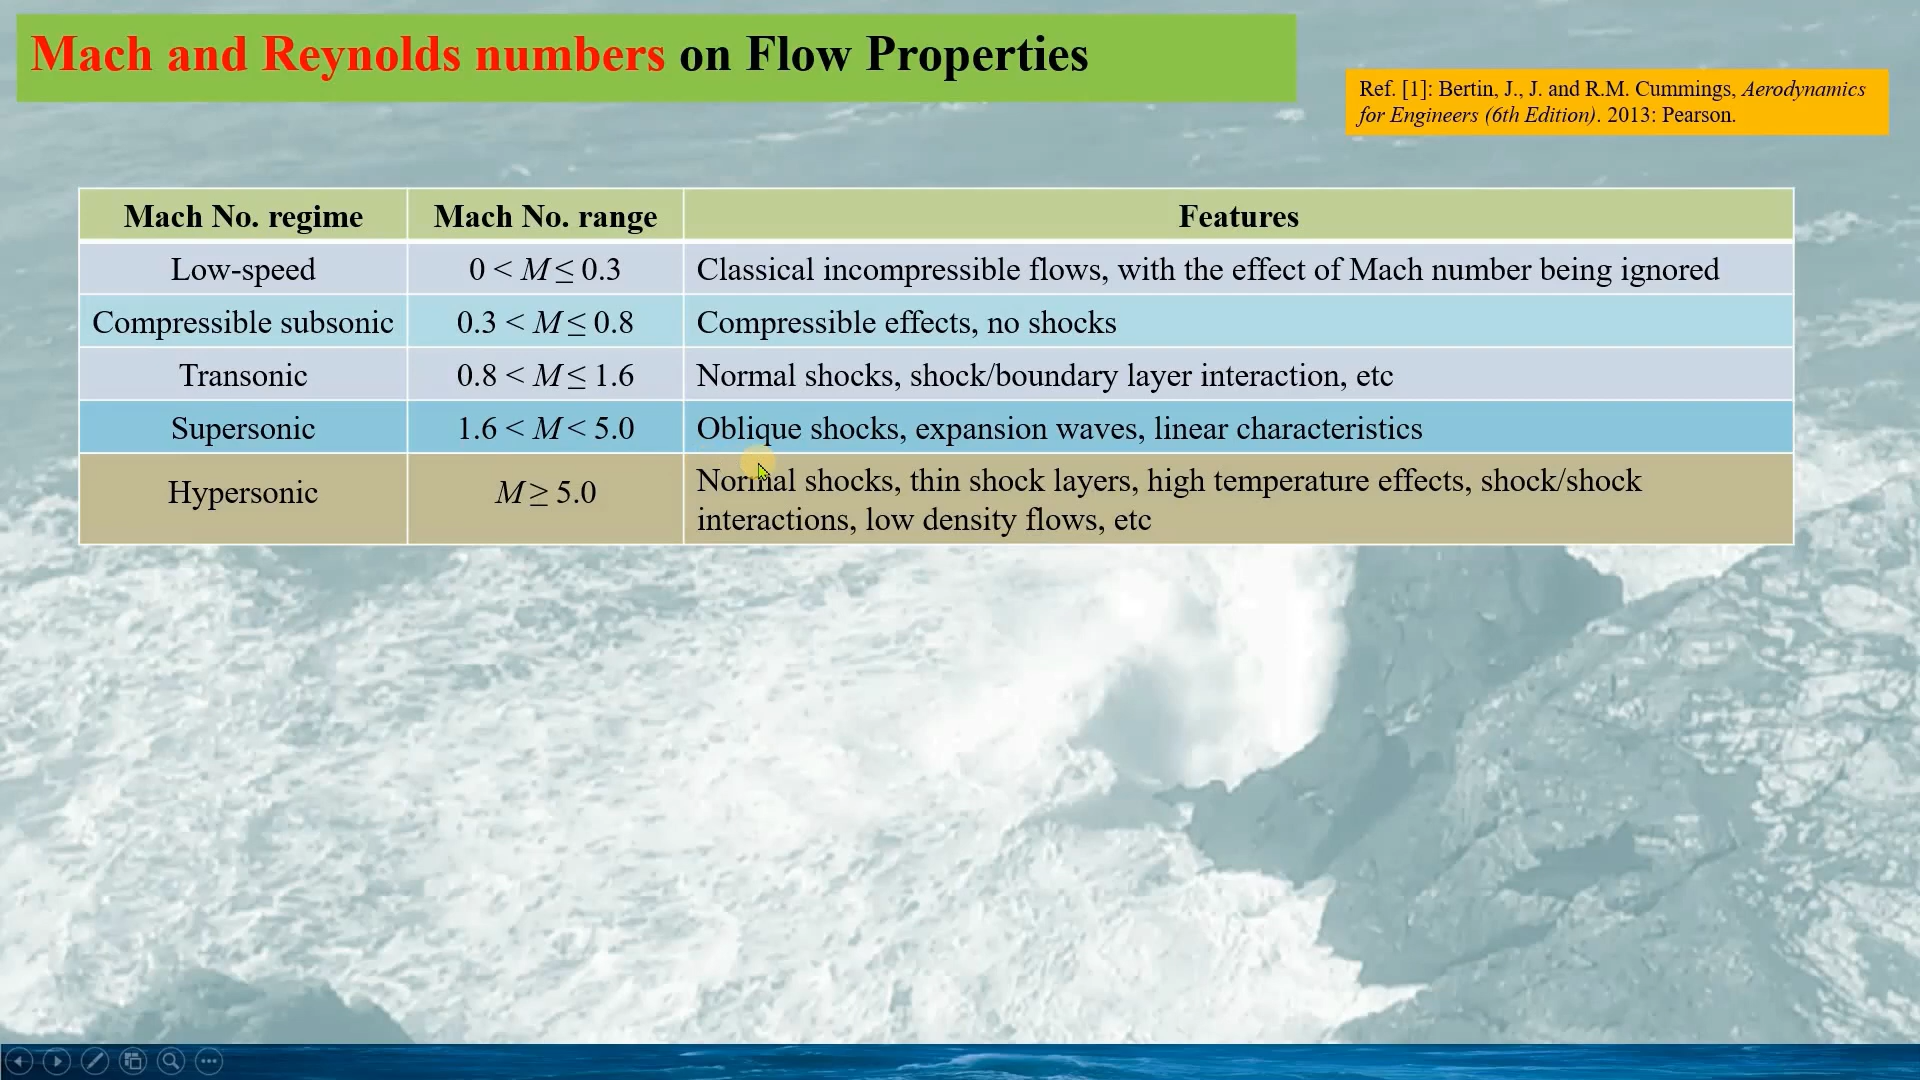 Mach and Reynolds numbers on Flow Properties
Ref. [1]: Bertin, J., J. and R.M. Cummings, Aerodynamics
for Engineers (6th Edition). 2013: Pearson.
Mach No. regime Mach No. range Features
Low-speed 0 < M ≤ 0.3 Classical incompressible flows, with the effect of Mach number being ignored
Compressible subsonic 0.3 < M ≤ 0.8 Compressible effects, no shocks
Transonic 0.8 < M ≤ 1.6 Normal shocks, shock/boundary layer interaction, etc
Supersonic 1.6 < M < 5.0 Oblique shocks, expansion waves, linear characteristics
Hypersonic M ≥ 5.0 Normal shocks, thin shock layers, high temperature effects, shock/shock
interactions, low density flows, etc